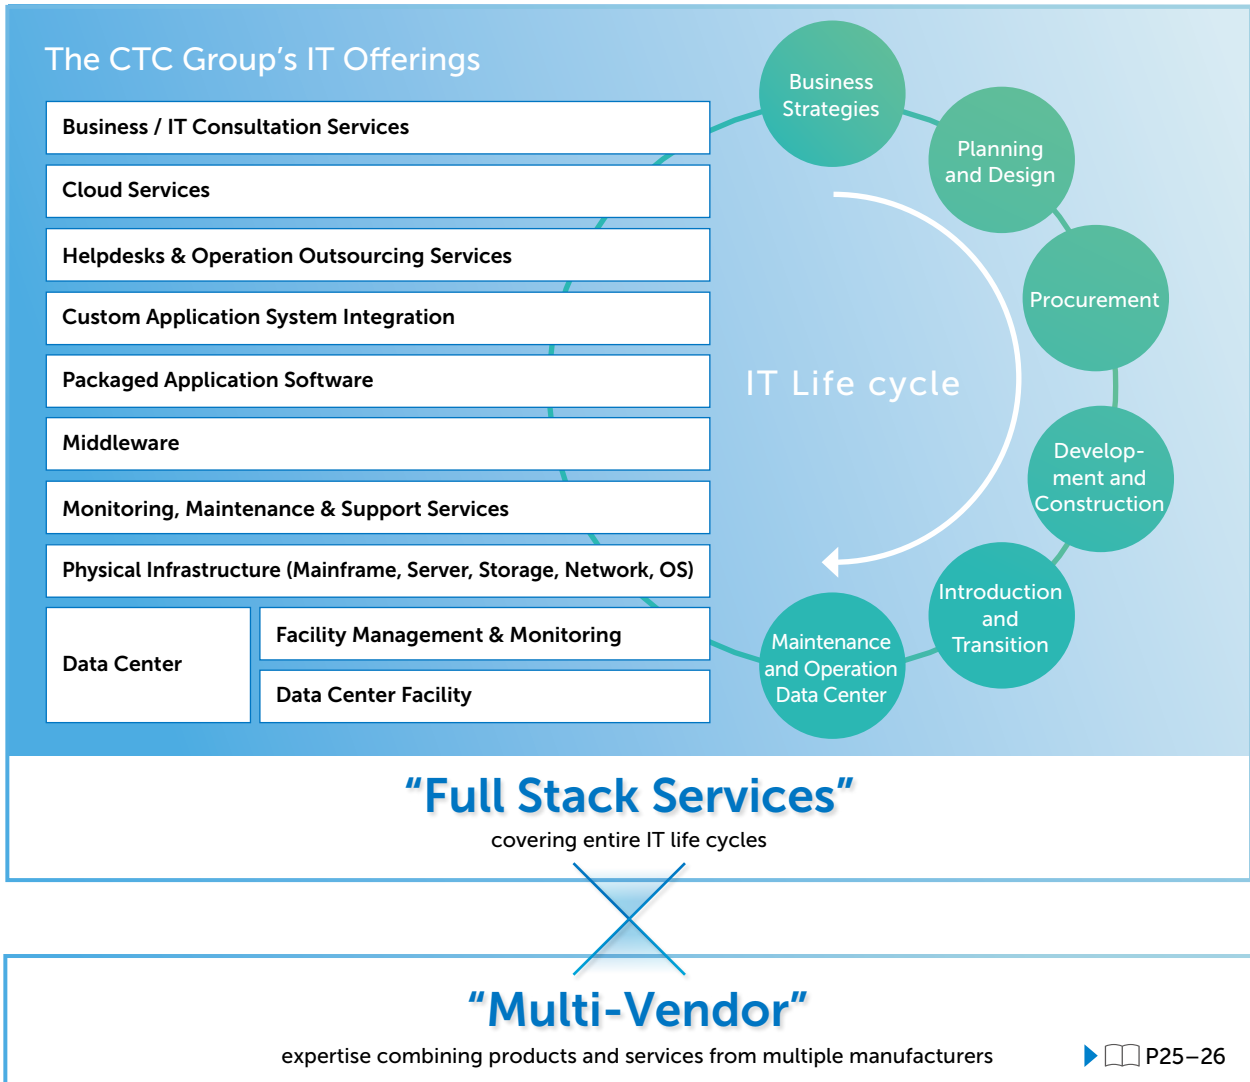 The CTC Group’s IT Offerings
Business / IT Consultation Services
Cloud Services
Helpdesks & Operation Outsourcing Services
Custom Application System Integration
Packaged Application Software
Middleware
Monitoring, Maintenance & Support Services
Physical Infrastructure (Mainframe, Server, Storage, Network, OS)
Data Center
Facility Management & Monitoring
Data Center Facility
Business
Strategies
Planning
and Design
Procurement
Develop-
ment and
Construction
Introduction
and
Transition
Maintenance
and Operation
Data Center
IT Life cycle
“Full Stack Services”
covering entire IT life cycles
“Multi-Vendor”
expertise combining products and services from multiple manufacturers
P25–26